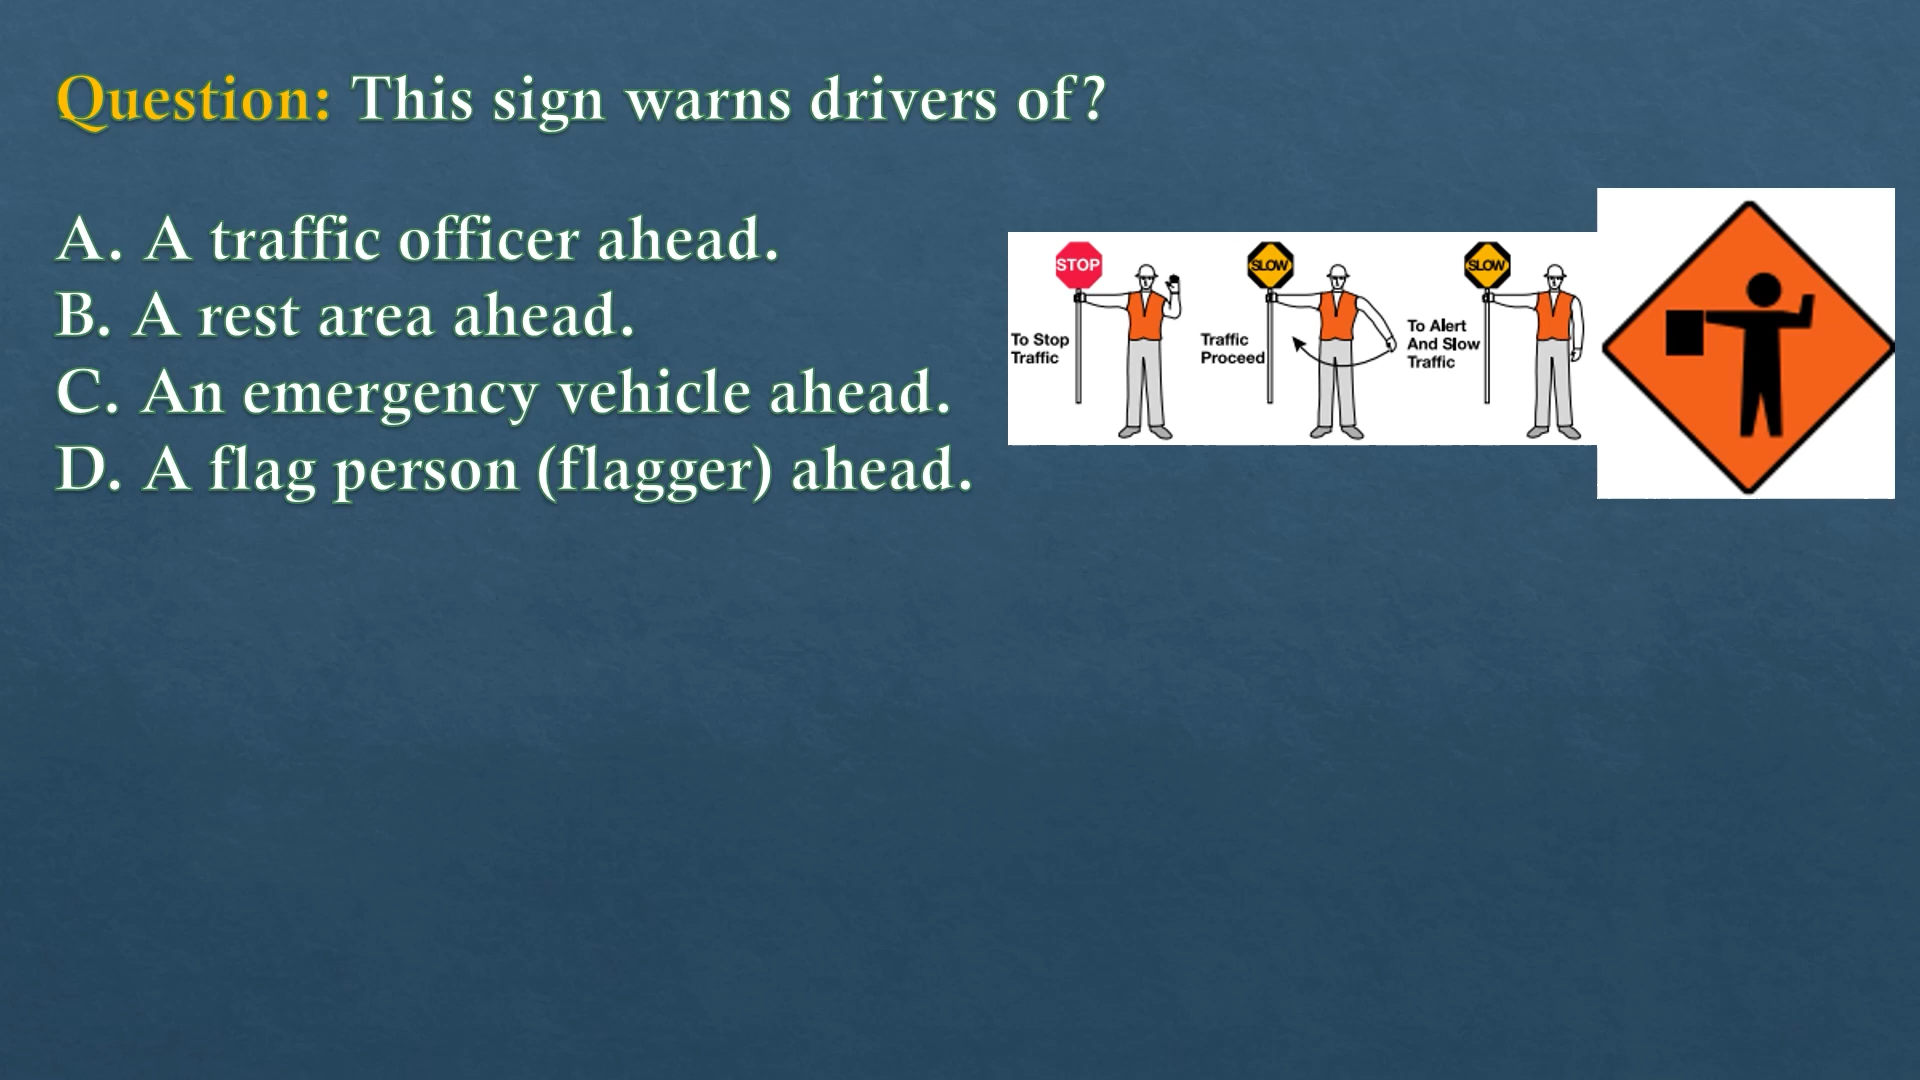 Question: This sign warns drivers of?
A. A traffic officer ahead.
B. A rest area ahead.
C. An emergency vehicle ahead.
D. A flag person (flagger) ahead.
STOP
To Stop
Traffic
SLOW
Traffic
Proceed
SLOW
To Alert
And Slow
Traffic